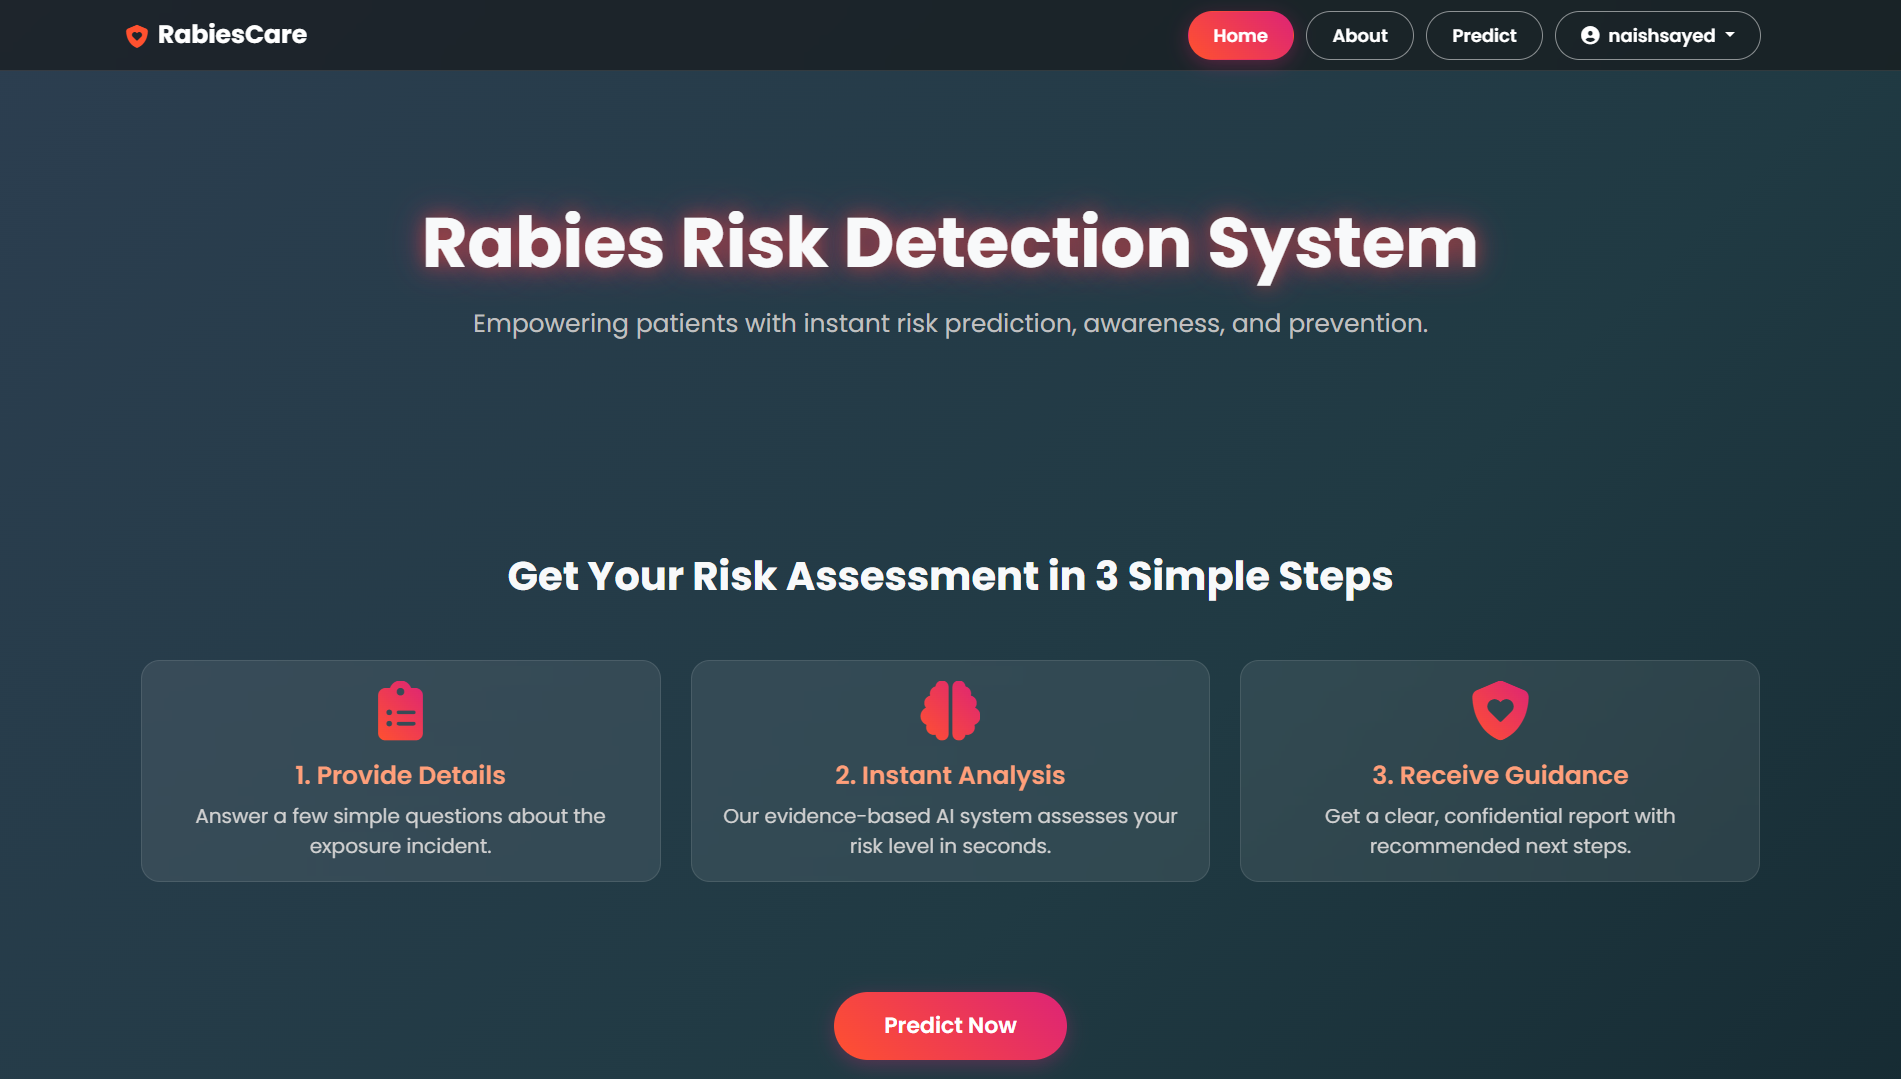 RabiesCare
Home
About
Predict
naishsayed
Rabies Risk Detection System
Empowering patients with instant risk prediction, awareness, and prevention.
Get Your Risk Assessment in 3 Simple Steps
1. Provide Details
Answer a few simple questions about the
exposure incident.
2. Instant Analysis
Our evidence-based AI system assesses your
risk level in seconds.
3. Receive Guidance
Get a clear, confidential report with
recommended next steps.
Predict Now